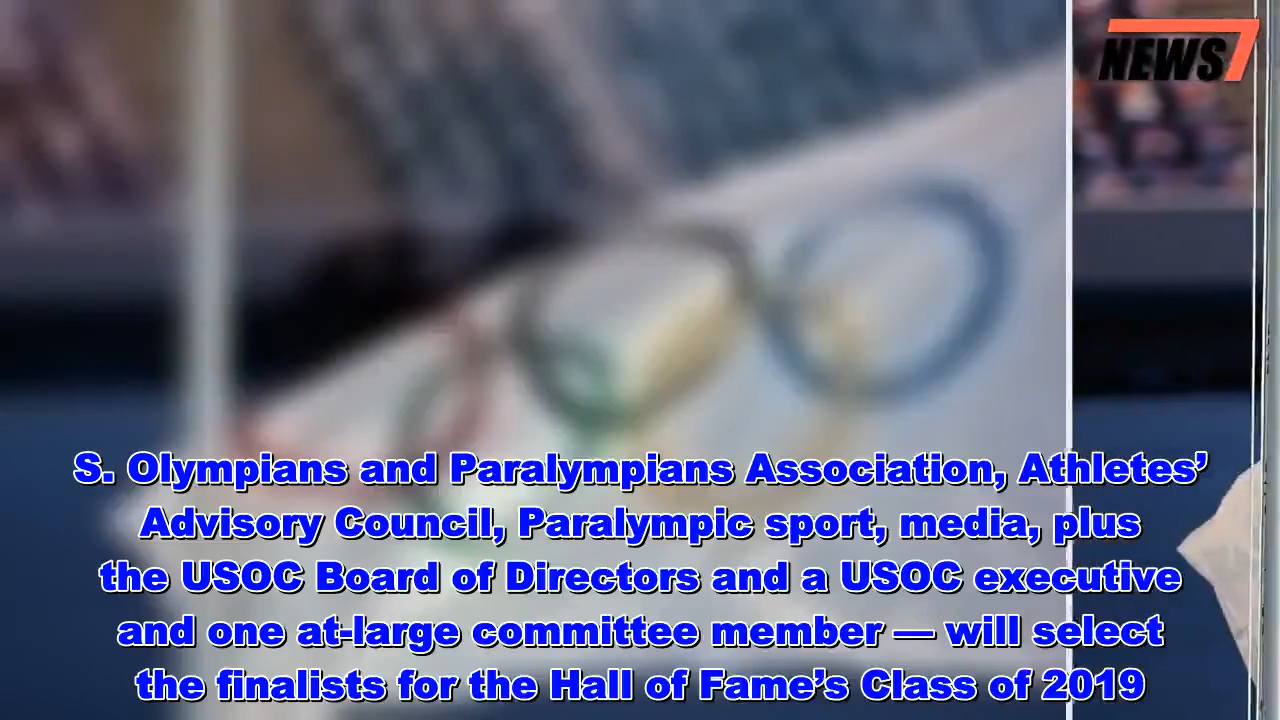 NEWS7
S. Olympians and Paralympians Association, Athletes’
Advisory Council, Paralympic sport, media, plus
the USOC Board of Directors and a USOC executive
and one at-large committee member — will select
the finalists for the Hall of Fame’s Class of 2019